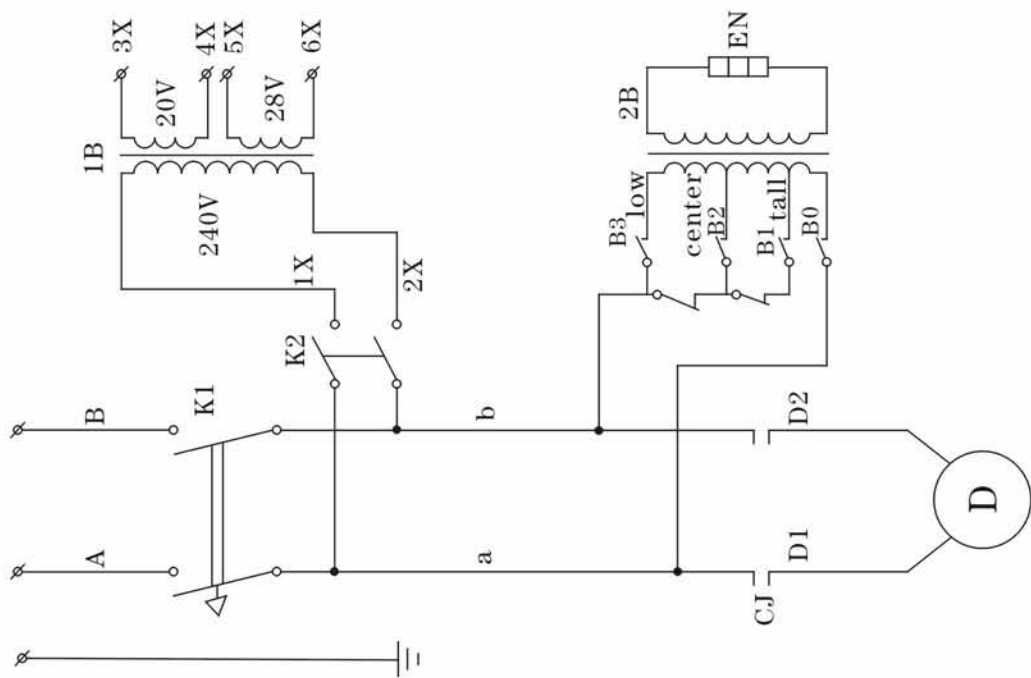 3X
4X
5X
6X
20V
28V
1B
240V
1X
2X
K2
B
K1
A
b
a
EN
2B
B3
low
center
B2
B1
tall
B0
D2
D1
CJ
D